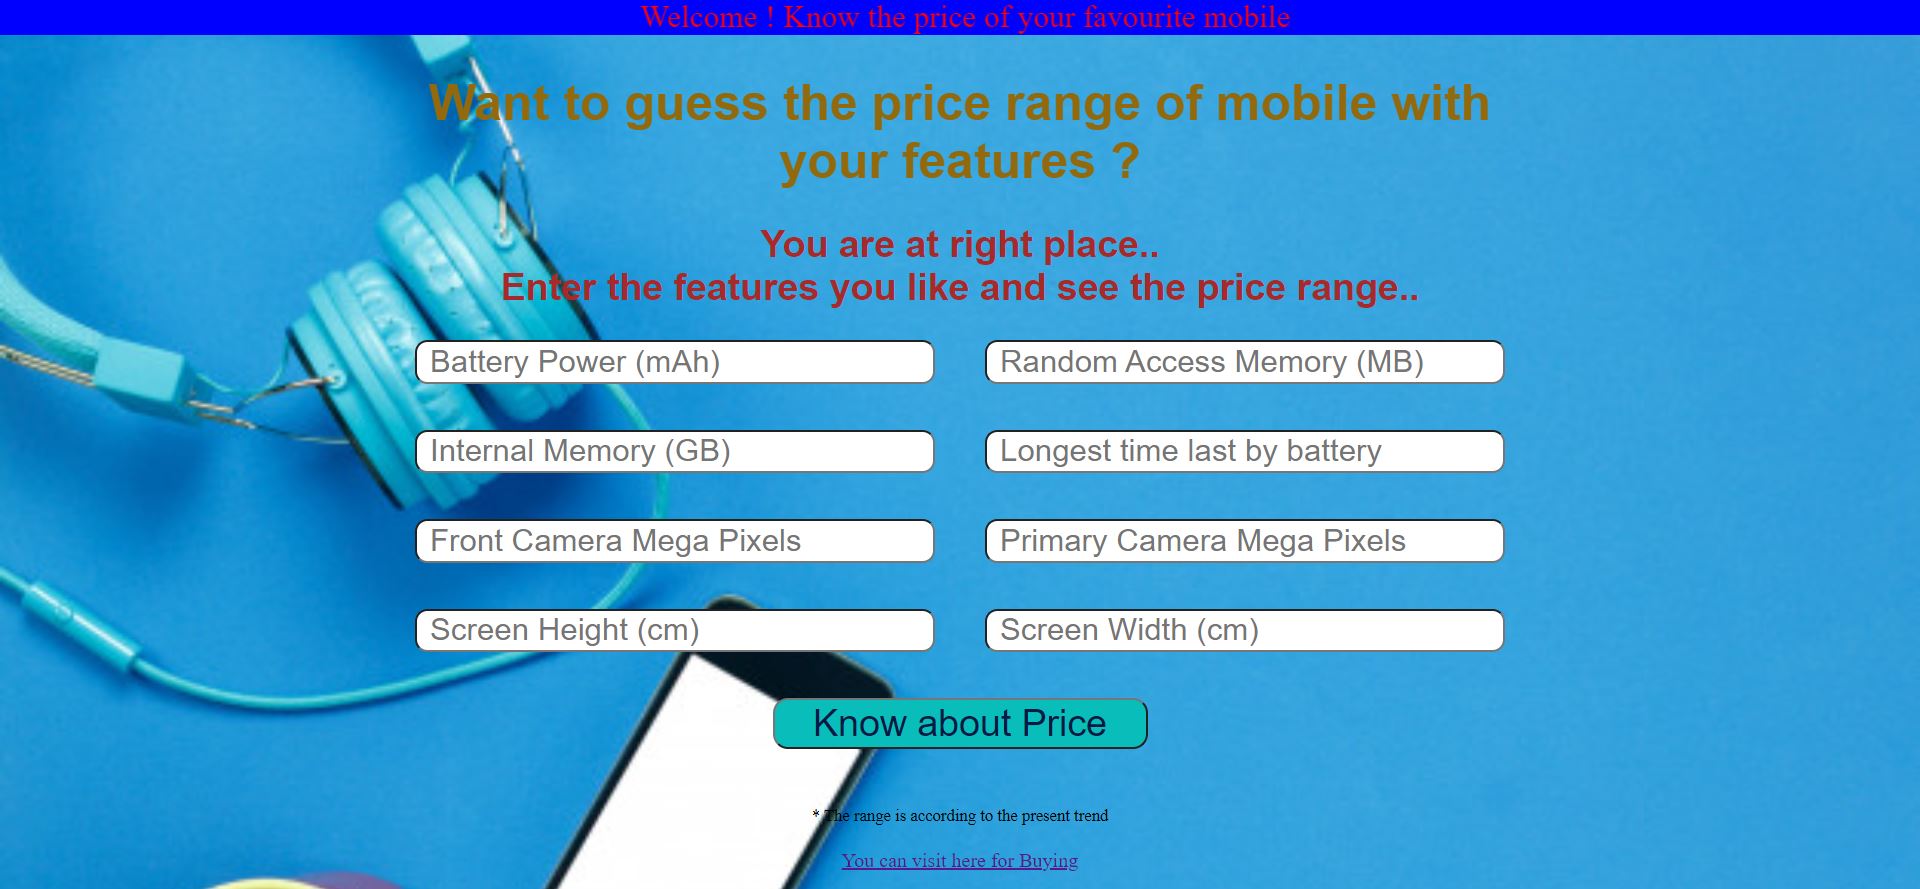 Welcome ! Know the price of your favourite mobile
Want to guess the price range of mobile with
your features ?
You are at right place..
Enter the features you like and see the price range..
Battery Power (mAh)
Random Access Memory (MB)
Internal Memory (GB)
Longest time last by battery
Front Camera Mega Pixels
Primary Camera Mega Pixels
Screen Height (cm)
Screen Width (cm)
Know about Price
* The range is according to the present trend
You can visit here for Buying